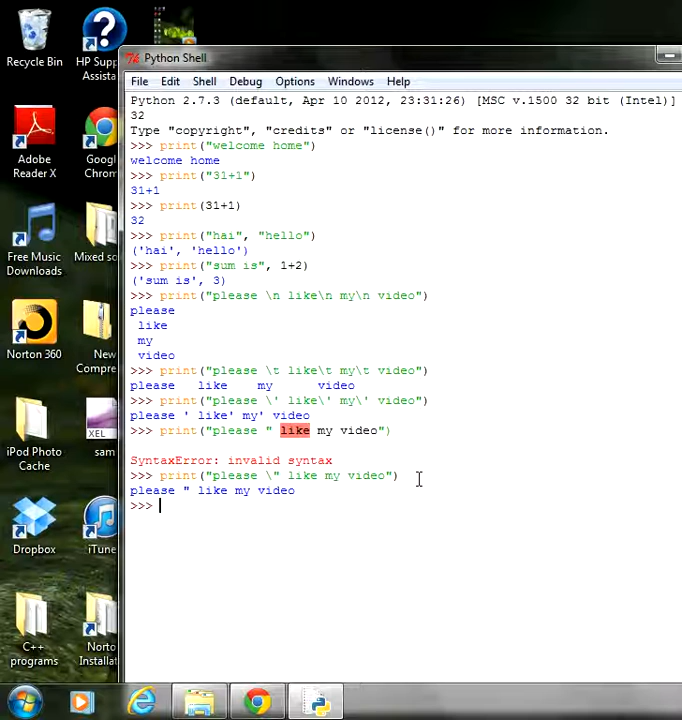 Recycle Bin
HP Supp
Assista
Adobe
Reader X
Googl
Chrom
Free Music
Downloads
Mixed so
Norton 360
New
Compre
iPod Photo
Cache
XEL
sam
Dropbox
iTune
C++
programs
Norto
Installat
Python Shell
File Edit Shell Debug Options Windows Help
Python 2.7.3 (default, Apr 10 2012, 23:31:26) [MSC v.1500 32 bit (Intel)]
32
Type "copyright", "credits" or "license()" for more information.
>>> print("welcome home")
welcome home
>>> print("31+1")
31+1
>>> print(31+1)
32
>>> print("hai", "hello")
('hai', 'hello')
>>> print("sum is", 1+2)
('sum is', 3)
>>> print("please \n like\n my\n video")
please
 like
 my
 video
>>> print("please \t like\t my\t video")
please   like    my      video
>>> print("please \' like\' my\' video")
please ' like' my' video
>>> print("please " like my video")
SyntaxError: invalid syntax
>>> print("please \" like my video")
please " like my video
>>>